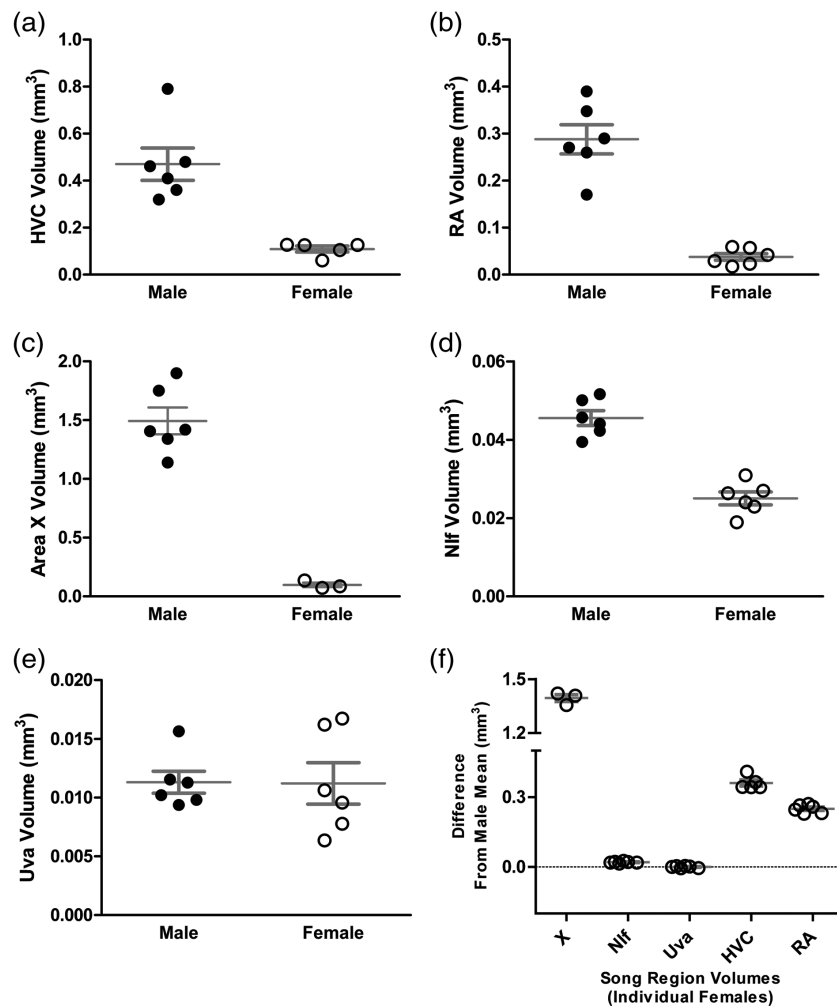 (a)
1.0
0.8
0.6
0.4
0.2
0.0
HVC Volume (mm³)
Male
Female
(b)
0.5
0.4
0.3
0.2
0.1
0.0
RA Volume (mm³)
Male
Female
(c)
2.0
1.5
1.0
0.5
0.0
Area X Volume (mm³)
Male
Female
(d)
0.06
0.04
0.02
0.00
NIf Volume (mm³)
Male
Female
(e)
0.020
0.015
0.010
0.005
0.000
Uva Volume (mm³)
Male
Female
(f)
1.5
1.2
0.3
0.0
Difference
From Male Mean (mm³)
X
NIf
Uva
HVC
RA
Song Region Volumes
(Individual Females)